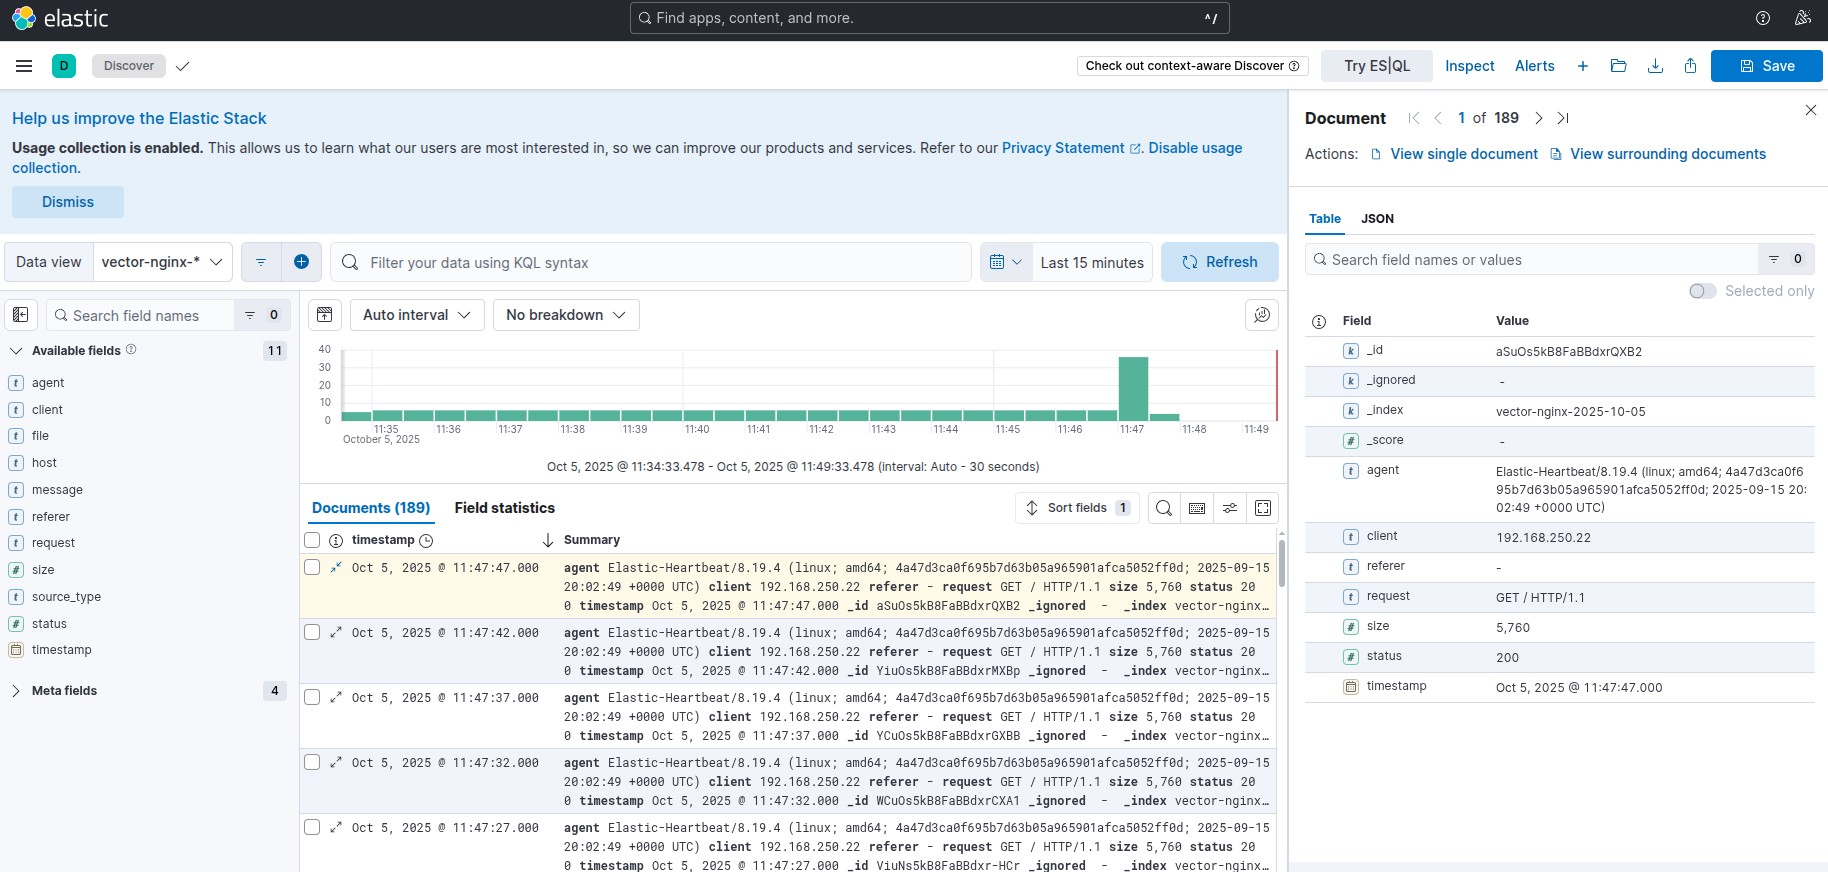 elastic
Find apps, content, and more.
^/
D
Discover
Check out context-aware Discover
Try ES|QL
Inspect
Alerts
Save
Help us improve the Elastic Stack
Usage collection is enabled. This allows us to learn what our users are most interested in, so we can improve our products and services. Refer to our Privacy Statement. Disable usage
collection.
Dismiss
Data view
vector-nginx-*
Filter your data using KQL syntax
Last 15 minutes
Refresh
Search field names
0
Available fields
11
t agent
t client
t file
t host
t message
t referer
t request
# size
t source_type
# status
timestamp
Meta fields
4
Auto interval
No breakdown
40
30
20
10
0
11:35 11:36 11:37 11:38 11:39 11:40 11:41 11:42 11:43 11:44 11:45 11:46 11:47 11:48 11:49
October 5, 2025
Oct 5, 2025 @ 11:34:33.478 - Oct 5, 2025 @ 11:49:33.478 (interval: Auto - 30 seconds)
Documents (189)
Field statistics
Sort fields 1
timestamp
Summary
Oct 5, 2025 @ 11:47:47.000
agent Elastic-Heartbeat/8.19.4 (linux; amd64; 4a47d3ca0f695b7d63b05a965901afca5052ff0d; 2025-09-15
20:02:49 +0000 UTC) client 192.168.250.22 referer - request GET / HTTP/1.1 size 5,760 status 20
0 timestamp Oct 5, 2025 @ 11:47:47.000 _id aSuOs5kB8FaBBdxrQXB2 _ignored - _index vector-nginx…
Oct 5, 2025 @ 11:47:42.000
agent Elastic-Heartbeat/8.19.4 (linux; amd64; 4a47d3ca0f695b7d63b05a965901afca5052ff0d; 2025-09-15
20:02:49 +0000 UTC) client 192.168.250.22 referer - request GET / HTTP/1.1 size 5,760 status 20
0 timestamp Oct 5, 2025 @ 11:47:42.000 _id YiuOs5kB8FaBBdxrMXBp _ignored - _index vector-nginx…
Oct 5, 2025 @ 11:47:37.000
agent Elastic-Heartbeat/8.19.4 (linux; amd64; 4a47d3ca0f695b7d63b05a965901afca5052ff0d; 2025-09-15
20:02:49 +0000 UTC) client 192.168.250.22 referer - request GET / HTTP/1.1 size 5,760 status 20
0 timestamp Oct 5, 2025 @ 11:47:37.000 _id YCuOs5kB8FaBBdxrGXBB _ignored - _index vector-nginx…
Oct 5, 2025 @ 11:47:32.000
agent Elastic-Heartbeat/8.19.4 (linux; amd64; 4a47d3ca0f695b7d63b05a965901afca5052ff0d; 2025-09-15
20:02:49 +0000 UTC) client 192.168.250.22 referer - request GET / HTTP/1.1 size 5,760 status 20
0 timestamp Oct 5, 2025 @ 11:47:32.000 _id WCuOs5kB8FaBBdxrCXA1 _ignored - _index vector-nginx…
Oct 5, 2025 @ 11:47:27.000
agent Elastic-Heartbeat/8.19.4 (linux; amd64; 4a47d3ca0f695b7d63b05a965901afca5052ff0d; 2025-09-15
20:02:49 +0000 UTC) client 192.168.250.22 referer - request GET / HTTP/1.1 size 5,760 status 20
0 timestamp Oct 5, 2025 @ 11:47:27.000 _id ViuNs5kB8FaBBdxr-HCr _ignored - _index vector-nginx…
Document
1 of 189
Actions: View single document View surrounding documents
Table
JSON
Search field names or values
0
Selected only
Field
Value
k _id aSuOs5kB8FaBBdxrQXB2
k _ignored -
k _index vector-nginx-2025-10-05
# _score -
t agent Elastic-Heartbeat/8.19.4 (linux; amd64; 4a47d3ca0f6
95b7d63b05a965901afca5052ff0d; 2025-09-15 20:
02:49 +0000 UTC)
t client 192.168.250.22
t referer -
t request GET / HTTP/1.1
# size 5,760
# status 200
timestamp Oct 5, 2025 @ 11:47:47.000